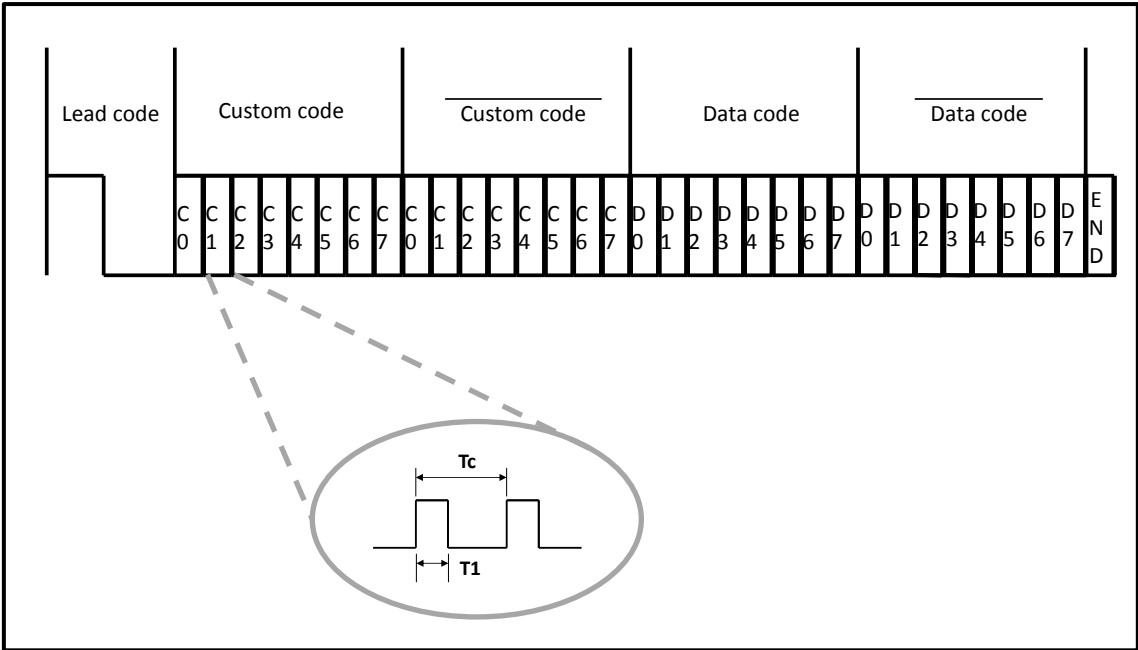 Lead code
Custom code
Custom code
Data code
Data code
C0 C1 C2 C3 C4 C5 C6 C7 C0 C1 C2 C3 C4 C5 C6 C7 D0 D1 D2 D3 D4 D5 D6 D7 D0 D1 D2 D3 D4 D5 D6 D7 END
Tc
T1